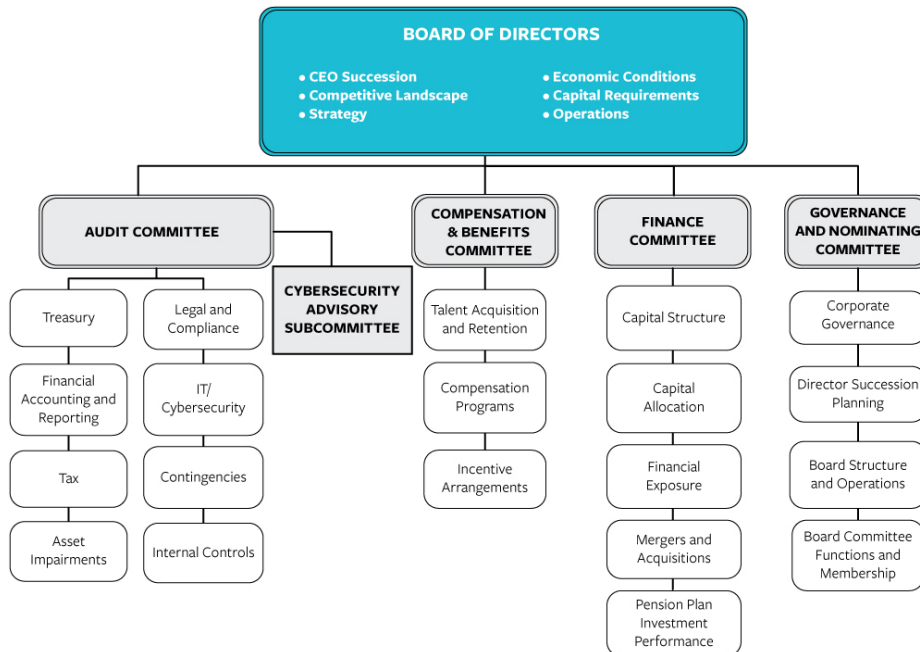 BOARD OF DIRECTORS
• CEO Succession
• Competitive Landscape
• Strategy
• Economic Conditions
• Capital Requirements
• Operations
AUDIT COMMITTEE
CYBERSECURITY
ADVISORY
SUBCOMMITTEE
Treasury
Financial
Accounting and
Reporting
Tax
Asset
Impairments
Legal and
Compliance
IT/
Cybersecurity
Contingencies
Internal Controls
COMPENSATION
& BENEFITS
COMMITTEE
Talent Acquisition
and Retention
Compensation
Programs
Incentive
Arrangements
FINANCE
COMMITTEE
Capital Structure
Capital
Allocation
Financial
Exposure
Mergers and
Acquisitions
Pension Plan
Investment
Performance
GOVERNANCE
AND NOMINATING
COMMITTEE
Corporate
Governance
Director Succession
Planning
Board Structure
and Operations
Board Committee
Functions and
Membership